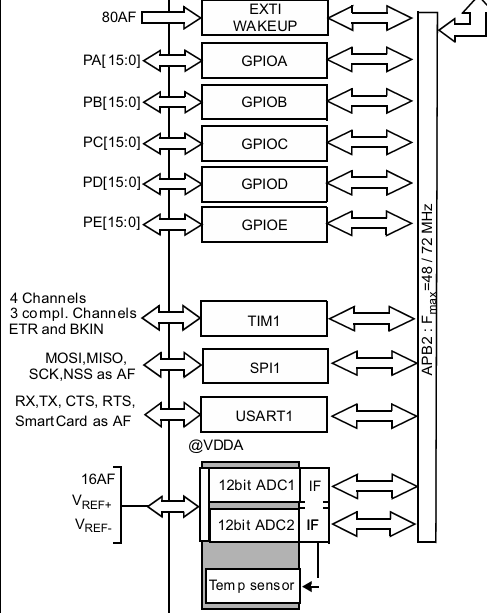 80AF
EXTI
WAKEUP
PA[15:0]
GPIOA
PB[15:0]
GPIOB
PC[15:0]
GPIOC
PD[15:0]
GPIOD
PE[15:0]
GPIOE
APB2 : Fmax=48 / 72 MHz
4 Channels
3 compl. Channels
ETR and BKIN
TIM1
MOSI,MISO,
SCK,NSS as AF
SPI1
RX,TX, CTS, RTS,
SmartCard as AF
USART1
@VDDA
16AF
VREF+
VREF-
12bit ADC1
IF
12bit ADC2
IF
Temp sensor